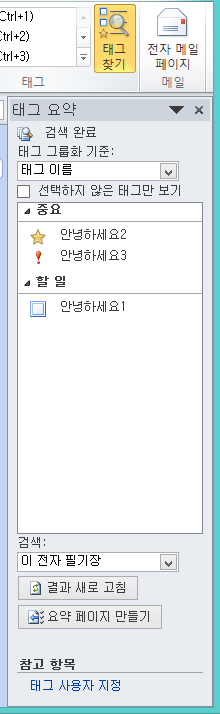 Ctrl+1)
Ctrl+2)
Ctrl+3)
태그
찾기
전자 메일
페이지
태그
메일
태그 요약
검색 완료
태그 그룹화 기준:
태그 이름
선택하지 않은 태그만 보기
중요
안녕하세요2
안녕하세요3
할 일
안녕하세요1
검색:
이 전자 필기장
결과 새로 고침
요약 페이지 만들기
참고 항목
태그 사용자 지정